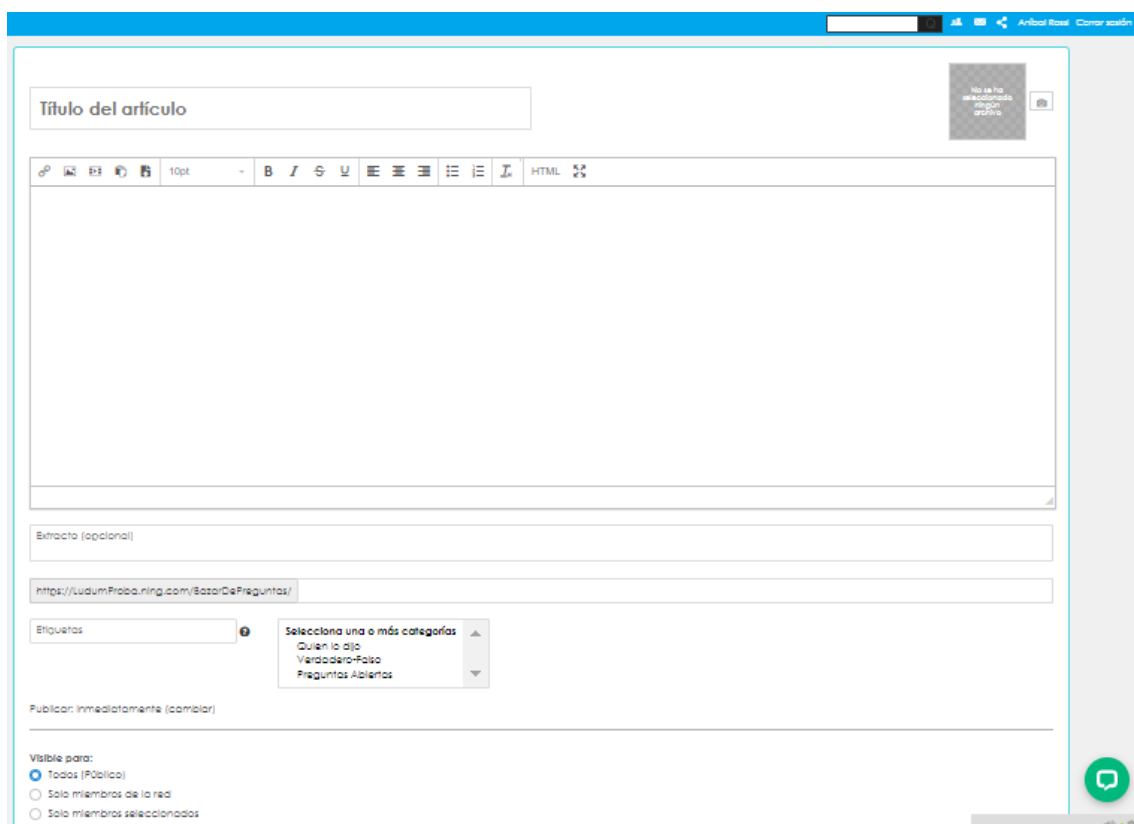 Aníbal Rossi Cerrar sesión
No se ha
seleccionado
ningún
archivo
Título del artículo
10pt
B I S U
HTML
Extracto (opcional)
https://LudumProba.ning.com/BazarDePreguntas/
Etiquetas
Selecciona una o más categorías
Quien lo dijo
Verdadero-Falso
Preguntas Abiertas
Publicar: Inmediatamente (cambiar)
Visible para:
Todos (Público)
Solo miembros de la red
Solo miembros seleccionados